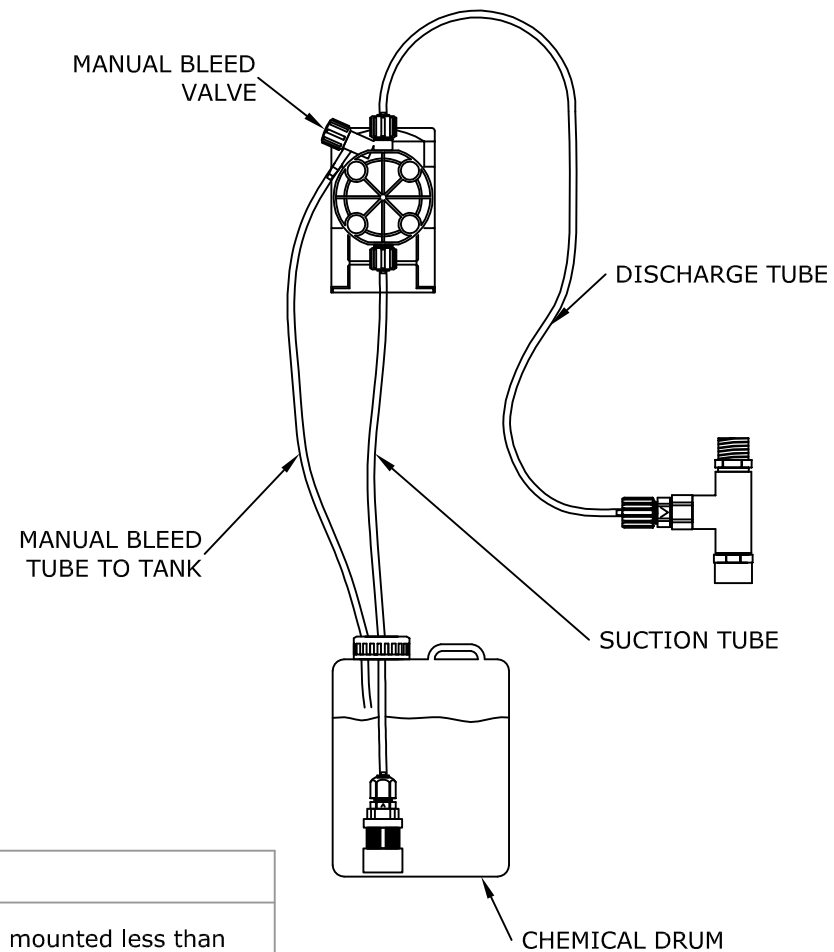 MANUAL BLEED
VALVE
DISCHARGE TUBE
MANUAL BLEED
TUBE TO TANK
SUCTION TUBE
mounted less than
CHEMICAL DRUM